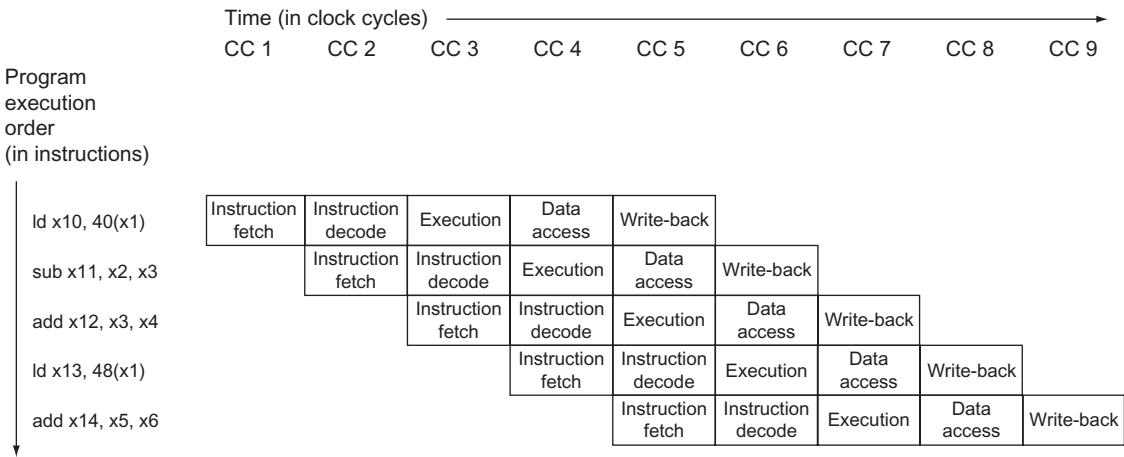 Time (in clock cycles)
CC 1 CC 2 CC 3 CC 4 CC 5 CC 6 CC 7 CC 8 CC 9
Program
execution
order
(in instructions)
ld x10, 40(x1)
Instruction
fetch
Instruction
decode
Execution
Data
access
Write-back
sub x11, x2, x3
Instruction
fetch
Instruction
decode
Execution
Data
access
Write-back
add x12, x3, x4
Instruction
fetch
Instruction
decode
Execution
Data
access
Write-back
ld x13, 48(x1)
Instruction
fetch
Instruction
decode
Execution
Data
access
Write-back
add x14, x5, x6
Instruction
fetch
Instruction
decode
Execution
Data
access
Write-back